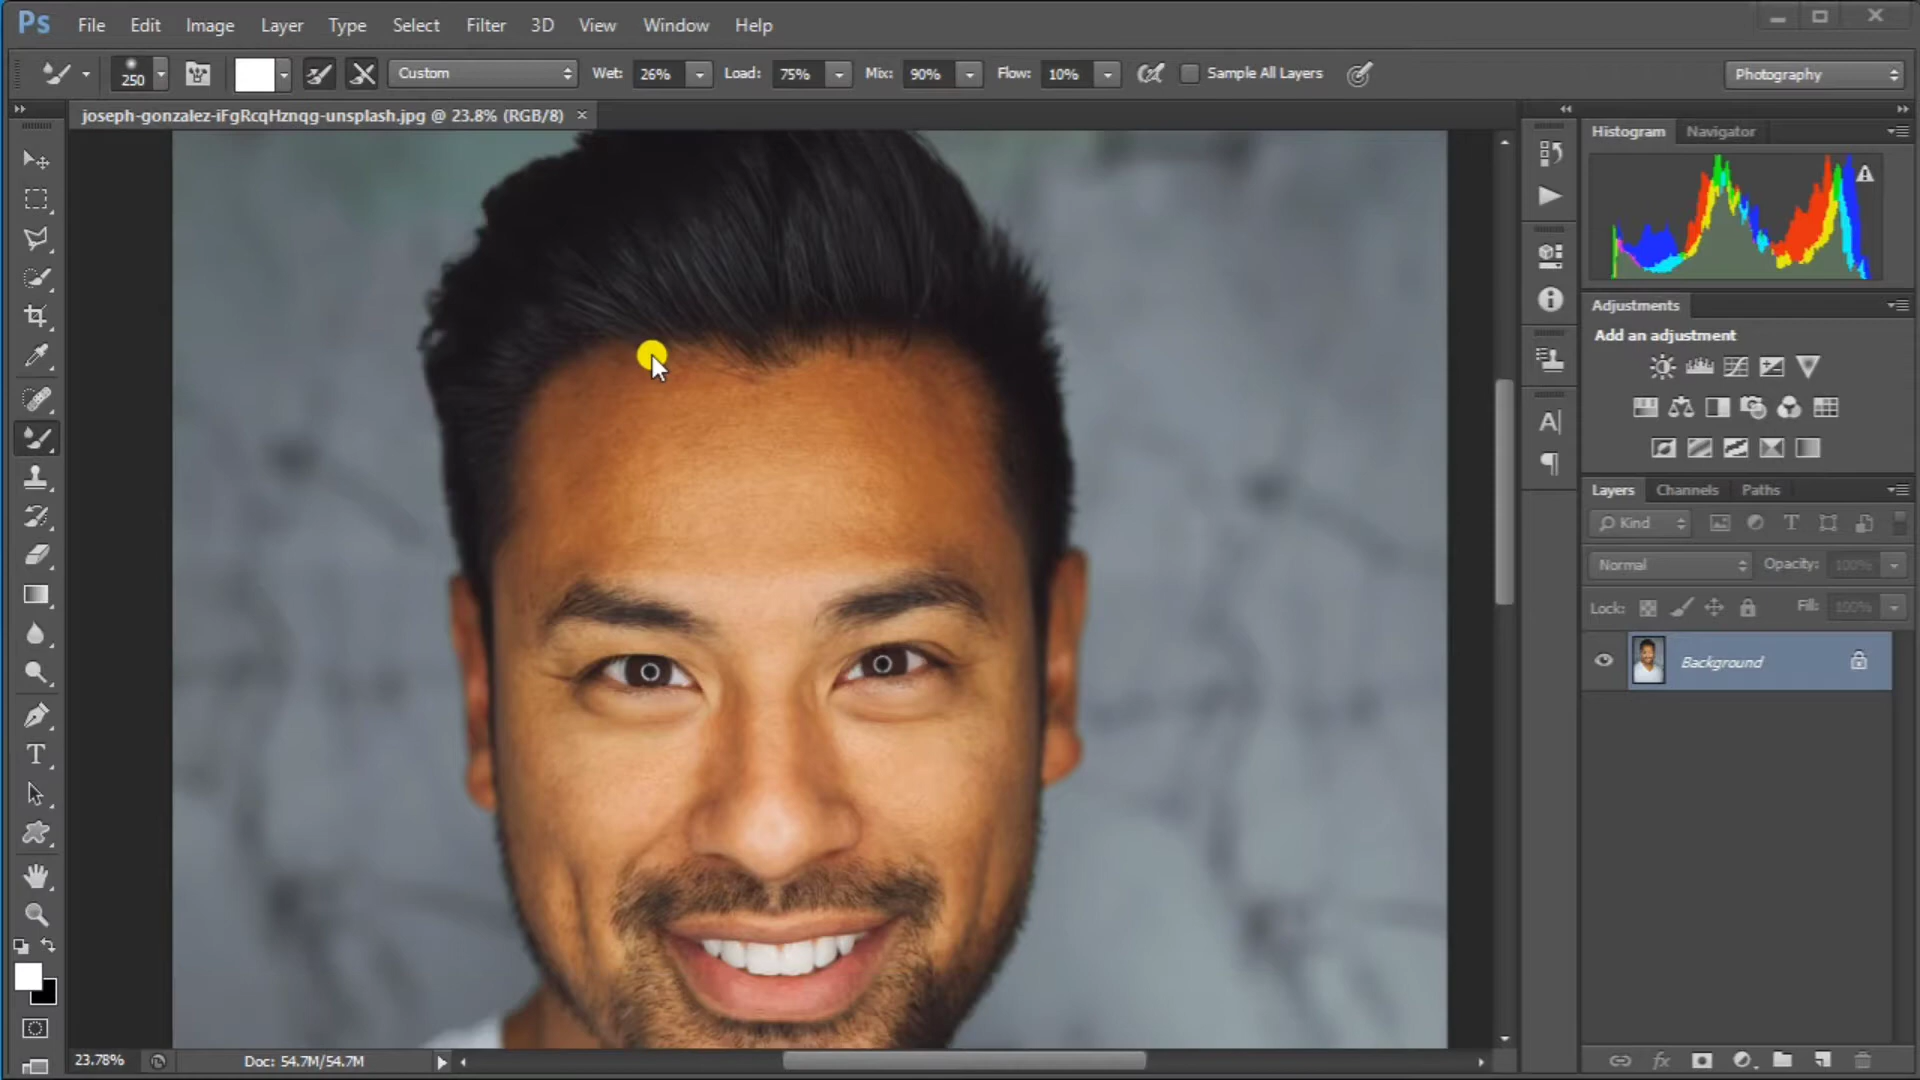 Ps File Edit Image Layer Type Select Filter 3D View Window Help
250 Custom Wet: 26% Load: 75% Mix: 90% Flow: 10% Sample All Layers Photography
joseph-gonzalez-iFgRcqHznqg-unsplash.jpg @ 23.8% (RGB/8) ×
Histogram Navigator
Adjustments
Add an adjustment
Layers Channels Paths
Kind
Normal Opacity: 100%
Lock: Fill: 100%
Background
23.78% Doc: 54.7M/54.7M